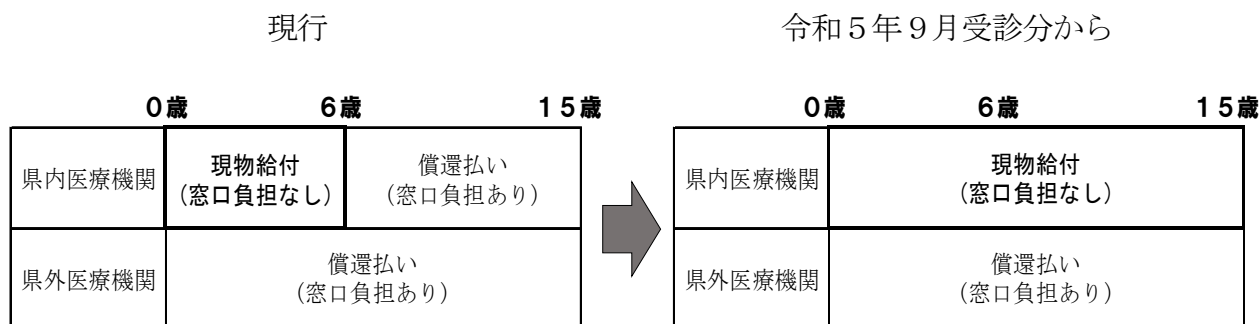 現行
0歳 6歳 15歳
県内医療機関
現物給付
(窓口負担なし)
償還払い
(窓口負担あり)
県外医療機関
償還払い
(窓口負担あり)
令和5年9月受診分から
0歳 6歳 15歳
県内医療機関
現物給付
(窓口負担なし)
県外医療機関
償還払い
(窓口負担あり)